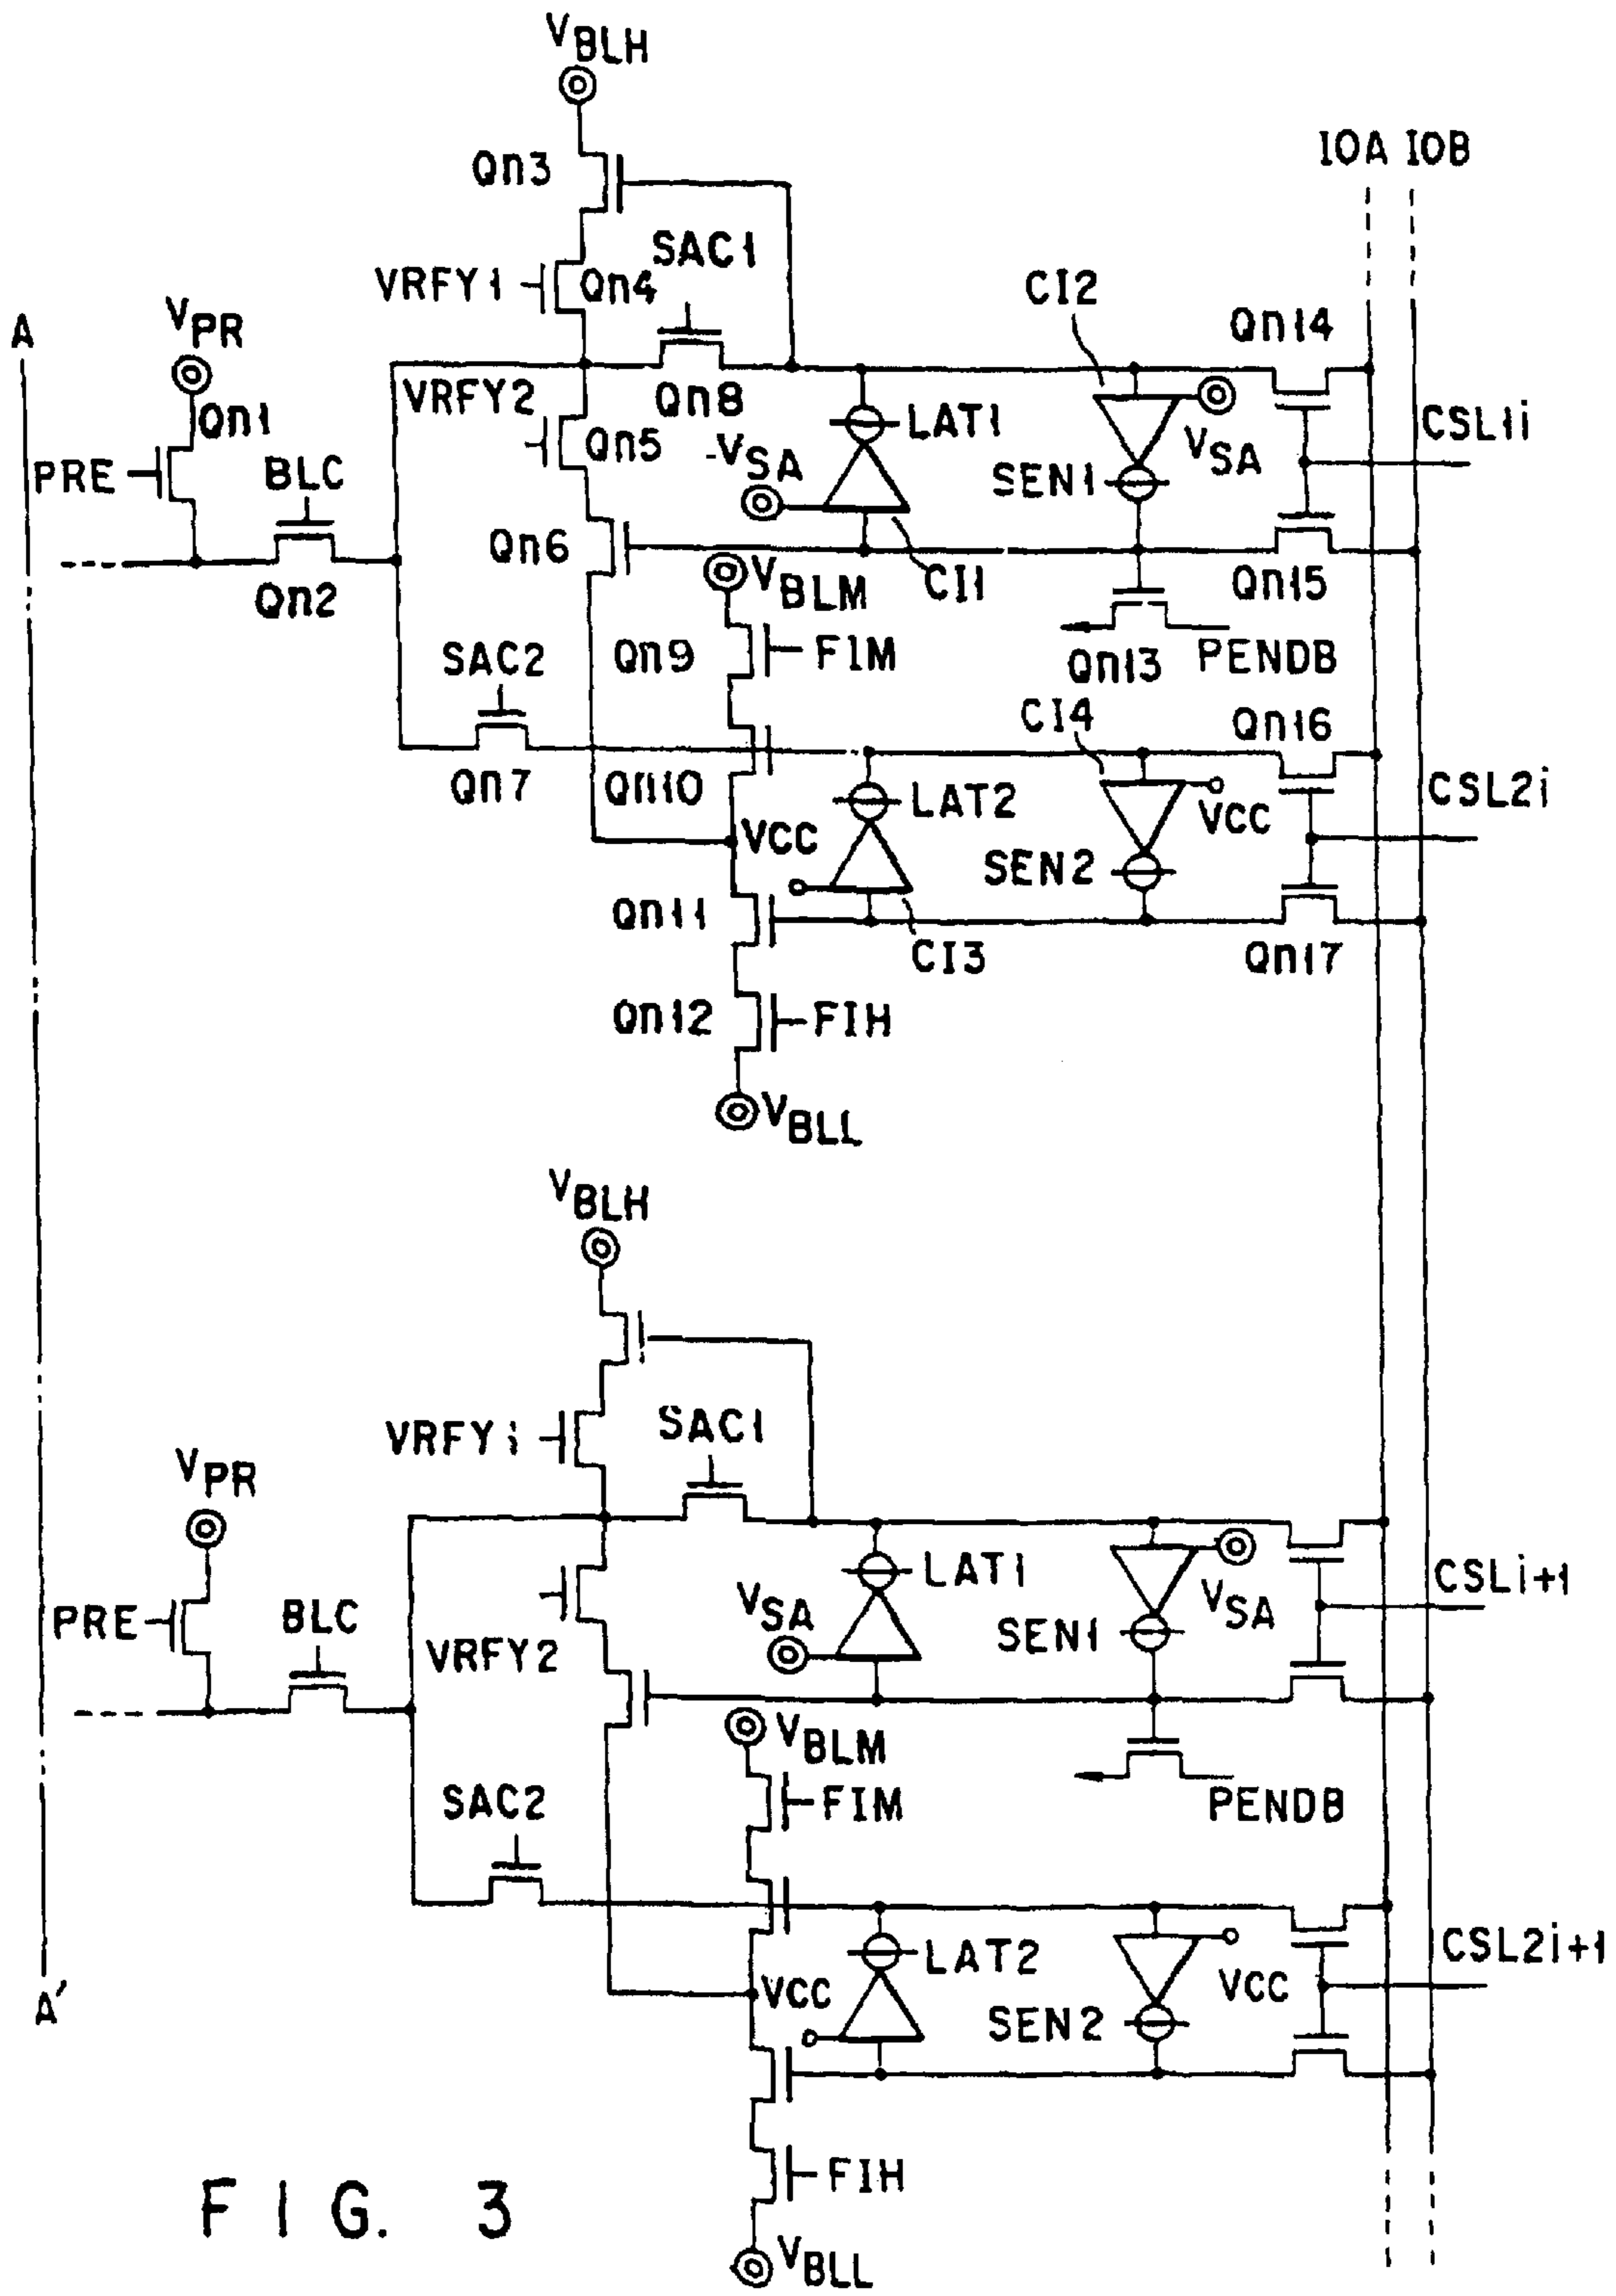 VBLH
IOA IOB
Qn3
SAC1
VRFY1
Qn4
CI2
Qn14
A
VPR
VRFY2
Qn8
Qn1
LAT1
CSL1i
Qn5
-VSA
VSA
PRE
BLC
SEN1
Qn6
Qn2
VBLM
CI1
Qn15
SAC2
Qn9
F1M
Qn13
PENDB
CI4
Qn16
Qn7
Qn10
LAT2
VCC
CSL2i
VCC
SEN2
Qn11
CI3
Qn17
Qn12
FIH
VBLL
VBLH
VRFYi
SAC1
VPR
LAT1
CSLi+1
VSA
VSA
PRE
BLC
SEN1
VRFY2
VBLM
SAC2
FIM
PENDB
LAT2
CSL2i+1
VCC
VCC
A'
SEN2
FIH
FIG. 3
VBLL